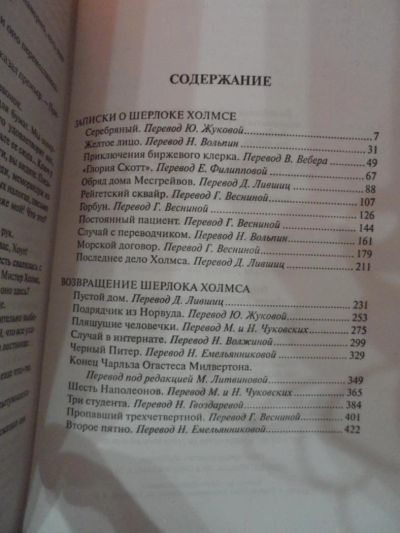 СОДЕРЖАНИЕ
ЗАПИСКИ О ШЕРЛОКЕ ХОЛМСЕ
Серебряный. Перевод Ю. Жуковой 7
Желтое лицо. Перевод Н. Вольпин 31
Приключения биржевого клерка. Перевод В. Вебера 49
«Глория Скотт». Перевод Е. Филипповой 67
Обряд дома Месгрейвов. Перевод Д. Лившиц 88
Рейгетский сквайр. Перевод Г. Весниной 107
Горбун. Перевод Г. Весниной 126
Постоянный пациент. Перевод Г. Весниной 144
Случай с переводчиком. Перевод Н. Вольпин 161
Морской договор. Перевод Г. Весниной 179
Последнее дело Холмса. Перевод Д. Лившиц 211
ВОЗВРАЩЕНИЕ ШЕРЛОКА ХОЛМСА
Пустой дом. Перевод Д. Лившиц 231
Подрядчик из Норвуда. Перевод Ю. Жуковой 253
Пляшущие человечки. Перевод М. и Н. Чуковских 275
Случай в интернате. Перевод Н. Волжиной 299
Черный Питер. Перевод Н. Емельянниковой 329
Конец Чарльза Огастеса Милвертона.
Перевод под редакцией М. Литвиновой 349
Шесть Наполеонов. Перевод М. и Н. Чуковских 365
Три студента. Перевод Н. Гвоздаревой 384
Пропавший трехчетвертной. Перевод Г. Весниной 401
Второе пятно. Перевод Н. Емельянниковой 422